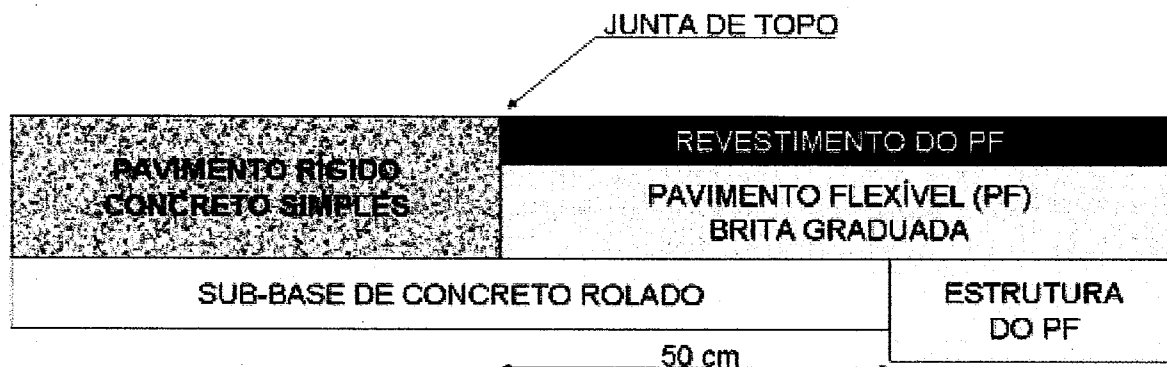 JUNTA DE TOPO
REVESTIMENTO DO PF
PAVIMENTO RÍGIDO
CONCRETO SIMPLES
PAVIMENTO FLEXÍVEL (PF)
BRITA GRADUADA
SUB-BASE DE CONCRETO ROLADO
ESTRUTURA
DO PF
50 cm